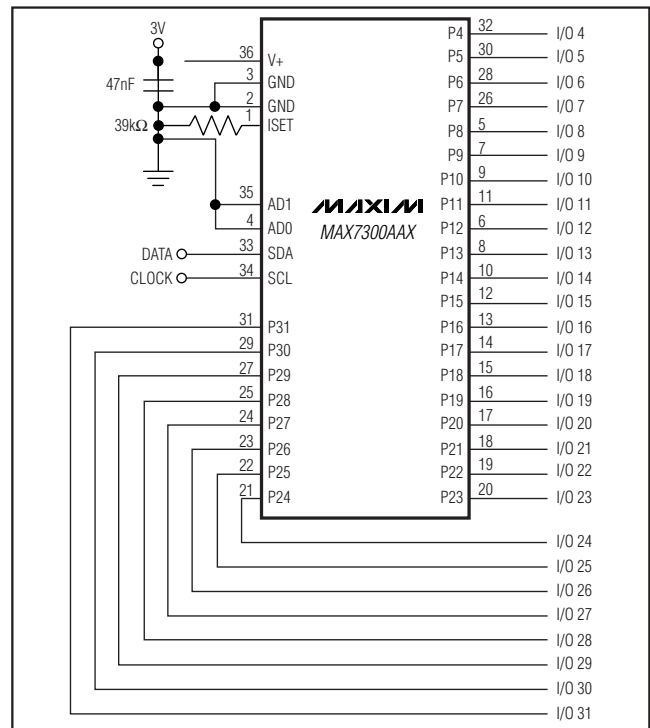 3V
47nF
39kΩ
36 V+
3 GND
2 GND
1 ISET
35 AD1
4 AD0
DATA 33 SDA
CLOCK 34 SCL
31 P31
29 P30
27 P29
25 P28
24 P27
23 P26
22 P25
21 P24
MAXIM
MAX7300AAX
P4 32 I/O 4
P5 30 I/O 5
P6 28 I/O 6
P7 26 I/O 7
P8 5 I/O 8
P9 7 I/O 9
P10 9 I/O 10
P11 11 I/O 11
P12 6 I/O 12
P13 8 I/O 13
P14 10 I/O 14
P15 12 I/O 15
P16 13 I/O 16
P17 14 I/O 17
P18 15 I/O 18
P19 16 I/O 19
P20 17 I/O 20
P21 18 I/O 21
P22 19 I/O 22
P23 20 I/O 23
I/O 24
I/O 25
I/O 26
I/O 27
I/O 28
I/O 29
I/O 30
I/O 31